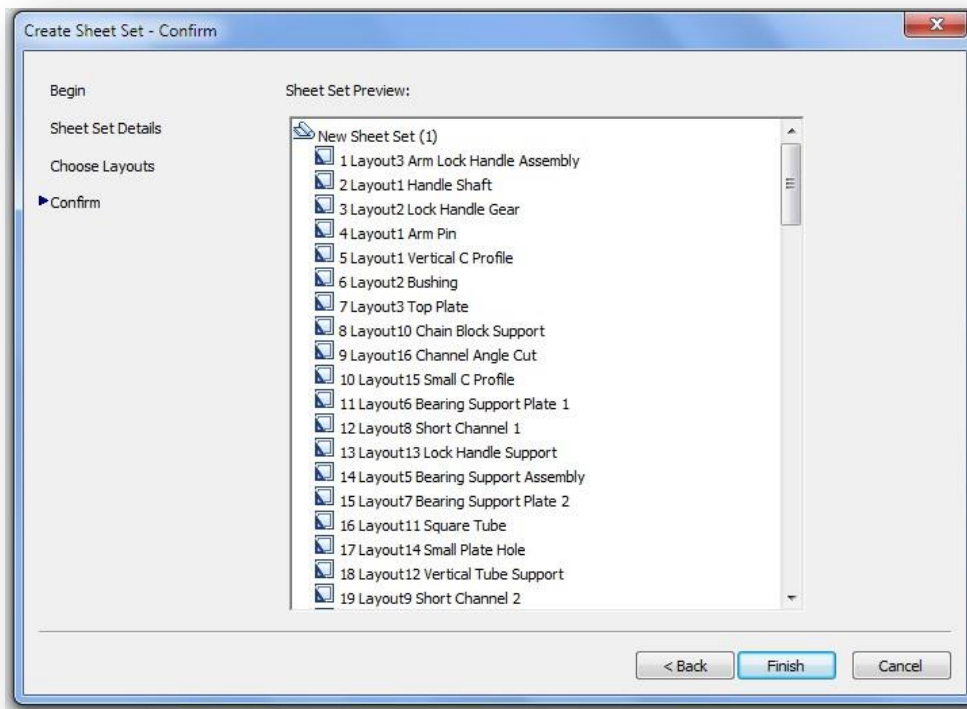 Create Sheet Set - Confirm
Begin
Sheet Set Details
Choose Layouts
Confirm
Sheet Set Preview:
New Sheet Set (1)
1 Layout3 Arm Lock Handle Assembly
2 Layout1 Handle Shaft
3 Layout2 Lock Handle Gear
4 Layout1 Arm Pin
5 Layout1 Vertical C Profile
6 Layout2 Bushing
7 Layout3 Top Plate
8 Layout10 Chain Block Support
9 Layout16 Channel Angle Cut
10 Layout15 Small C Profile
11 Layout6 Bearing Support Plate 1
12 Layout8 Short Channel 1
13 Layout13 Lock Handle Support
14 Layout5 Bearing Support Assembly
15 Layout7 Bearing Support Plate 2
16 Layout11 Square Tube
17 Layout14 Small Plate Hole
18 Layout12 Vertical Tube Support
19 Layout9 Short Channel 2
< Back Finish Cancel